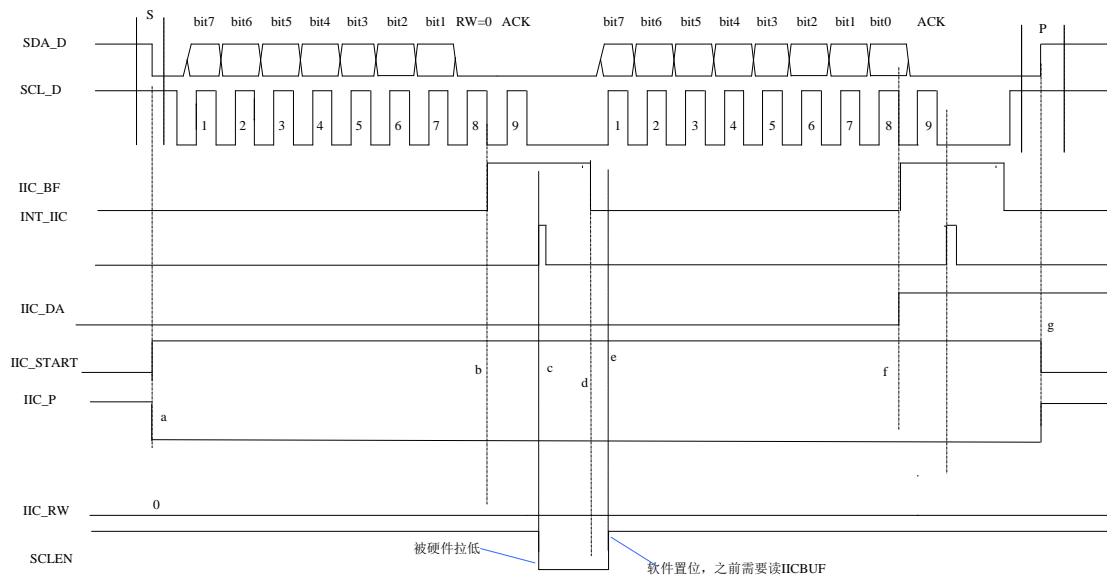 S bit7 bit6 bit5 bit4 bit3 bit2 bit1 RW=0 ACK bit7 bit6 bit5 bit4 bit3 bit2 bit1 bit0 ACK P
SDA_D
SCL_D
1 2 3 4 5 6 7 8 9 1 2 3 4 5 6 7 8 9
IIC_BF
INT_IIC
IIC_DA
g
IIC_START
b c d e f
IIC_P
a
0
IIC_RW
被硬件拉低
SCLEN
软件置位，之前需要读IICBUF